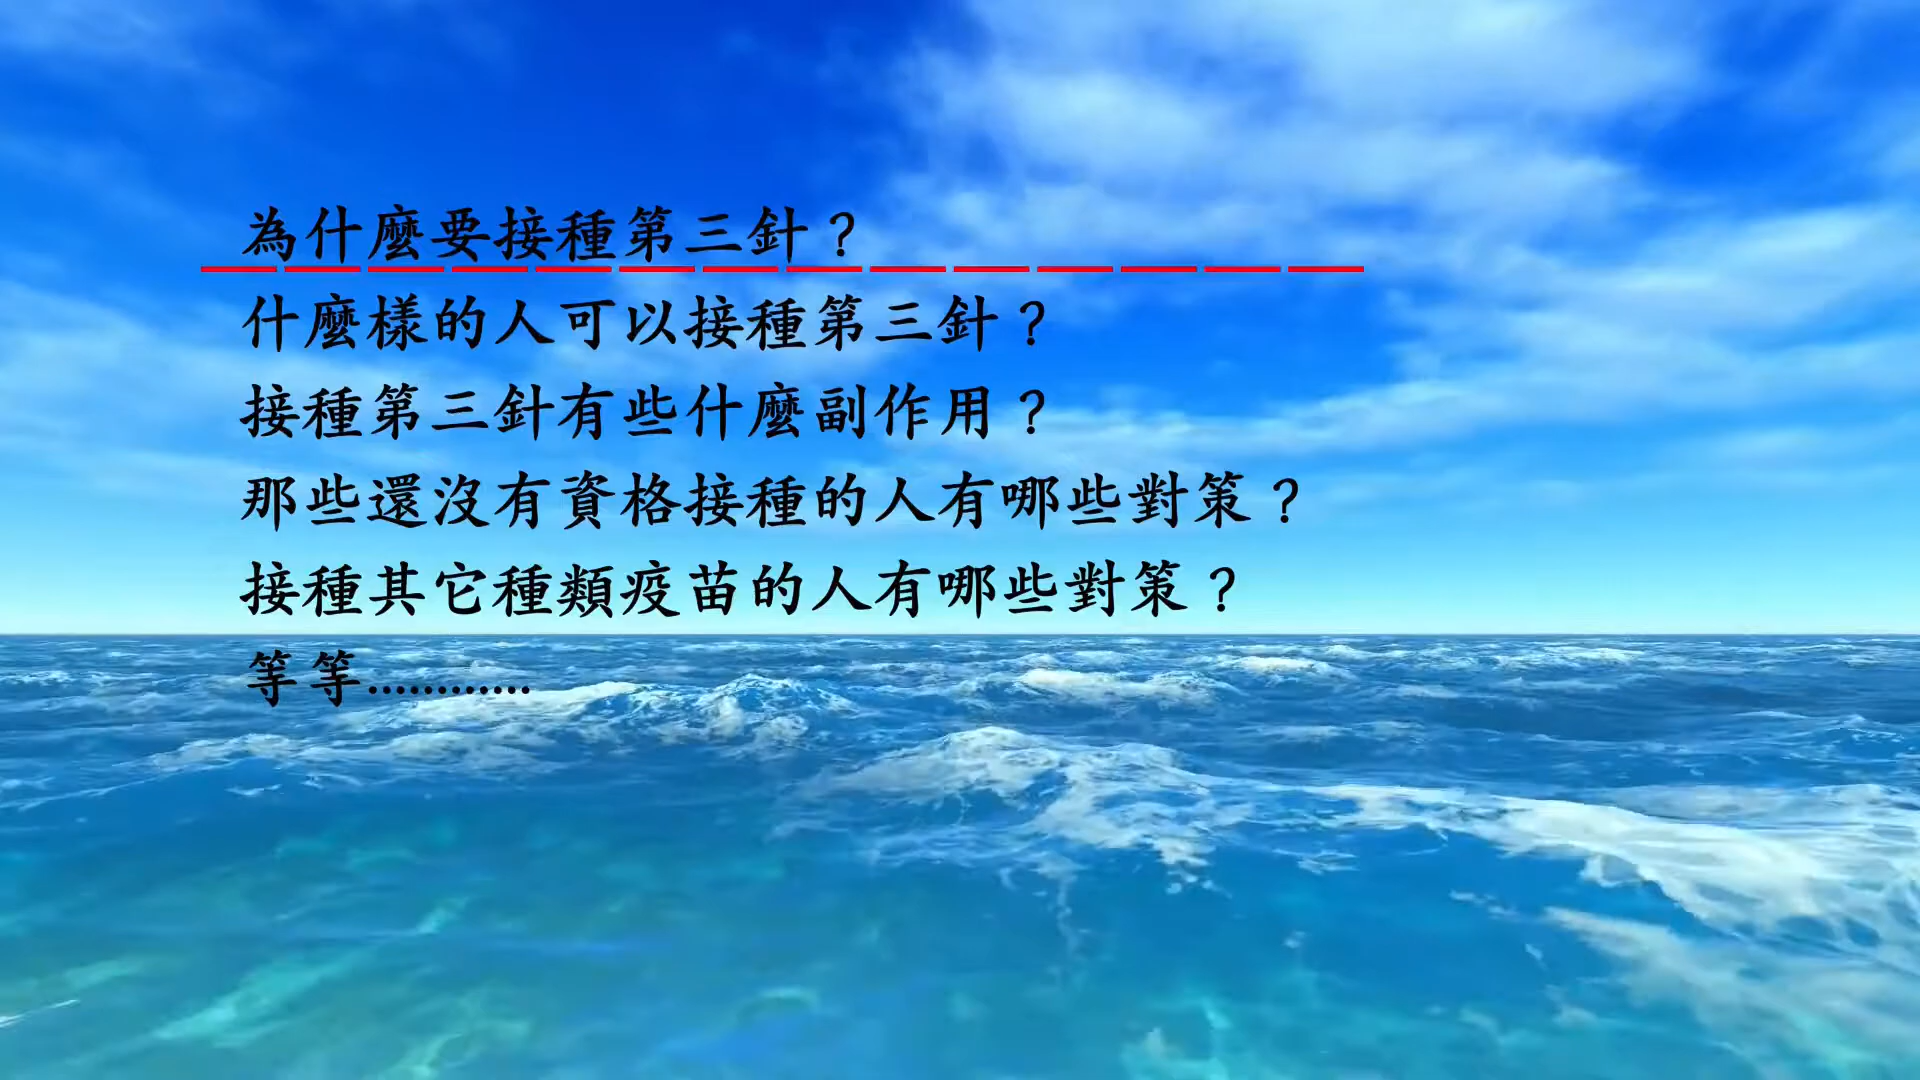 為什麼要接種第三針？
什麼樣的人可以接種第三針？
接種第三針有些什麼副作用？
那些還沒有資格接種的人有哪些對策？
接種其它種類疫苗的人有哪些對策？
等等............